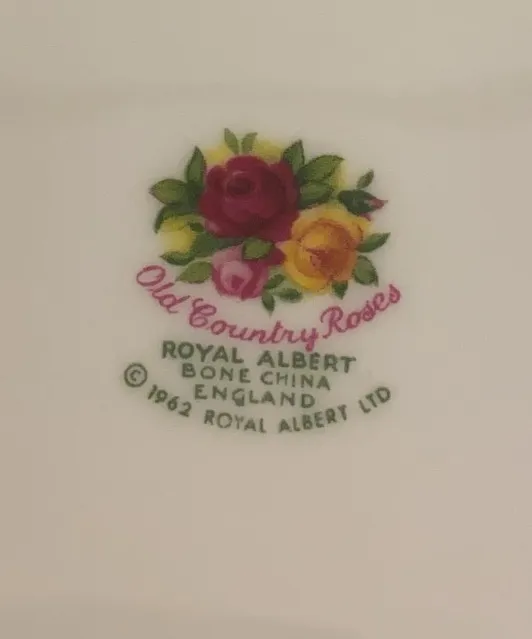 Old Country Roses
ROYAL ALBERT
BONE CHINA
ENGLAND
© 1962 ROYAL ALBERT LTD